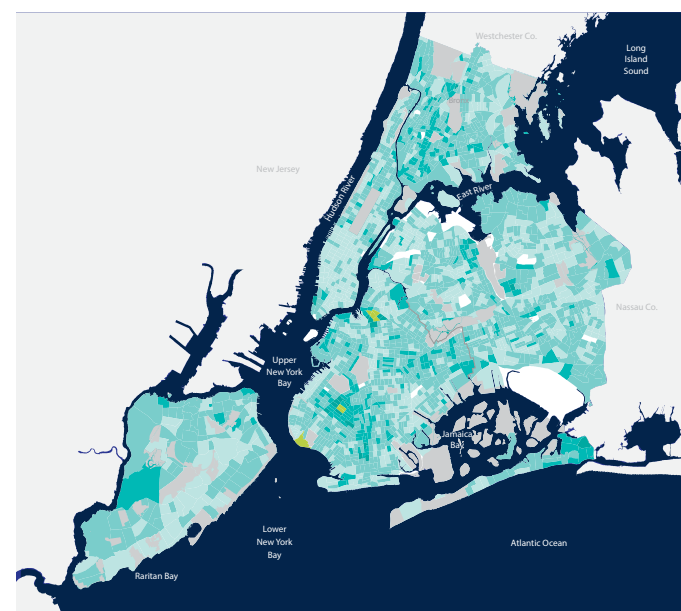 Westchester Co.
Long
Island
Sound
New Jersey
Hudson River
East River
Nassau Co.
Upper
New York
Bay
Jamaica
Bay
Lower
New York
Bay
Atlantic Ocean
Raritan Bay